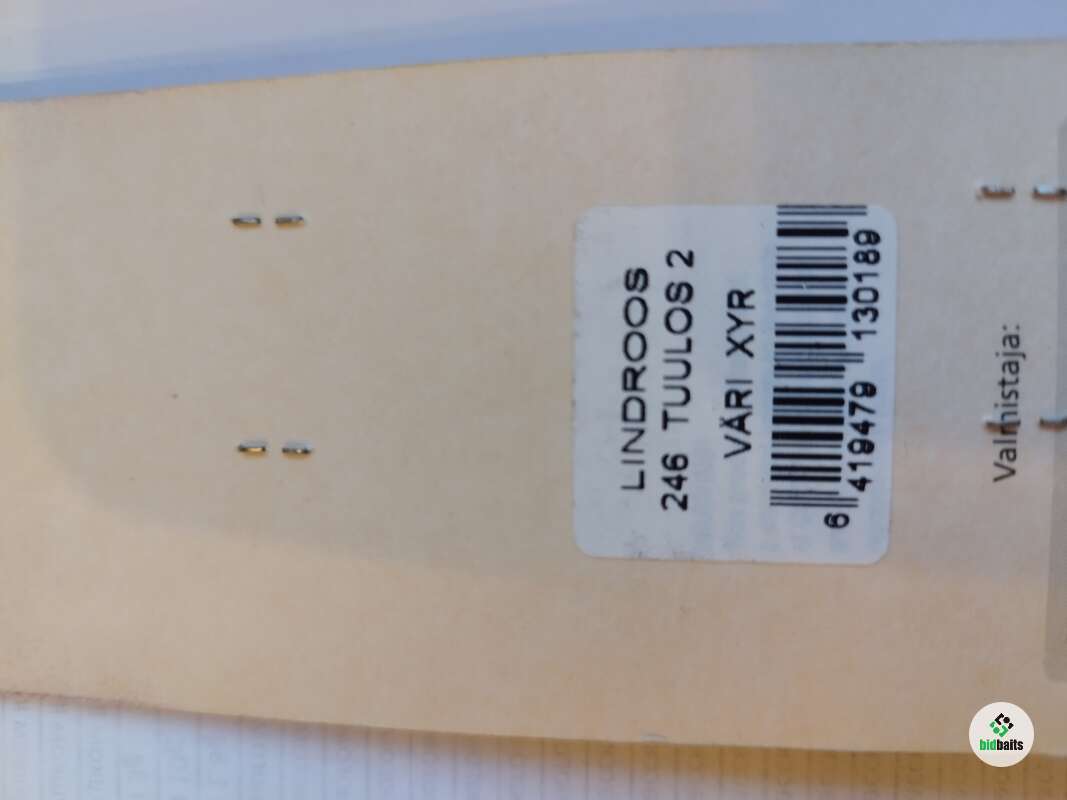 LINDROOS
246 TUULOS 2
VÄRI XYR
6 419479 130189
Valmistaja:
bidbaits